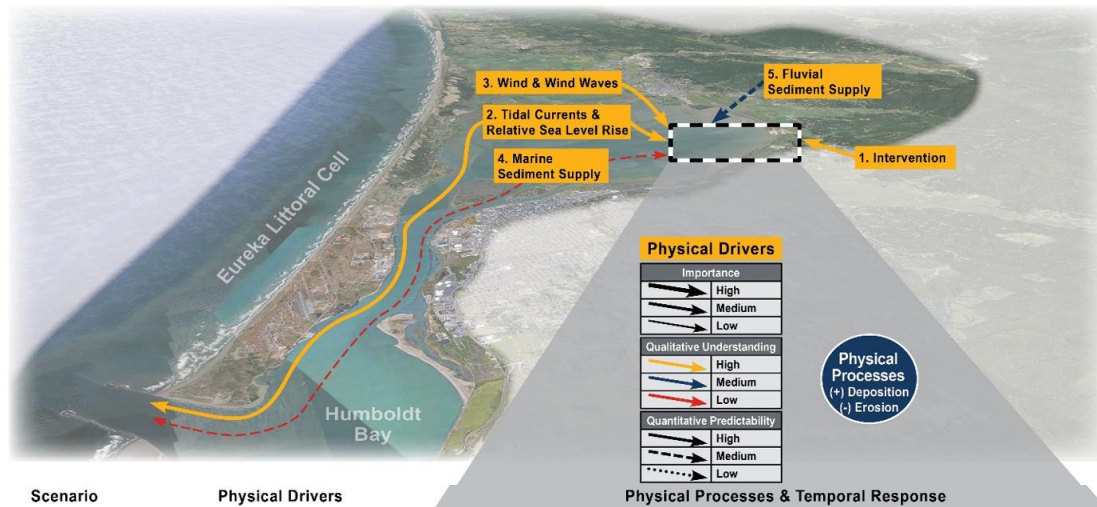 3. Wind & Wind Waves
5. Fluvial
Sediment Supply
2. Tidal Currents &
Relative Sea Level Rise
4. Marine
Sediment Supply
1. Intervention
Eureka Littoral Cell
Humboldt
Bay
Physical Drivers
Importance
High
Medium
Low
Qualitative Understanding
High
Medium
Low
Quantitative Predictability
High
Medium
Low
Physical
Processes
(+) Deposition
(-) Erosion
Scenario
Physical Drivers
Physical Processes & Temporal Response